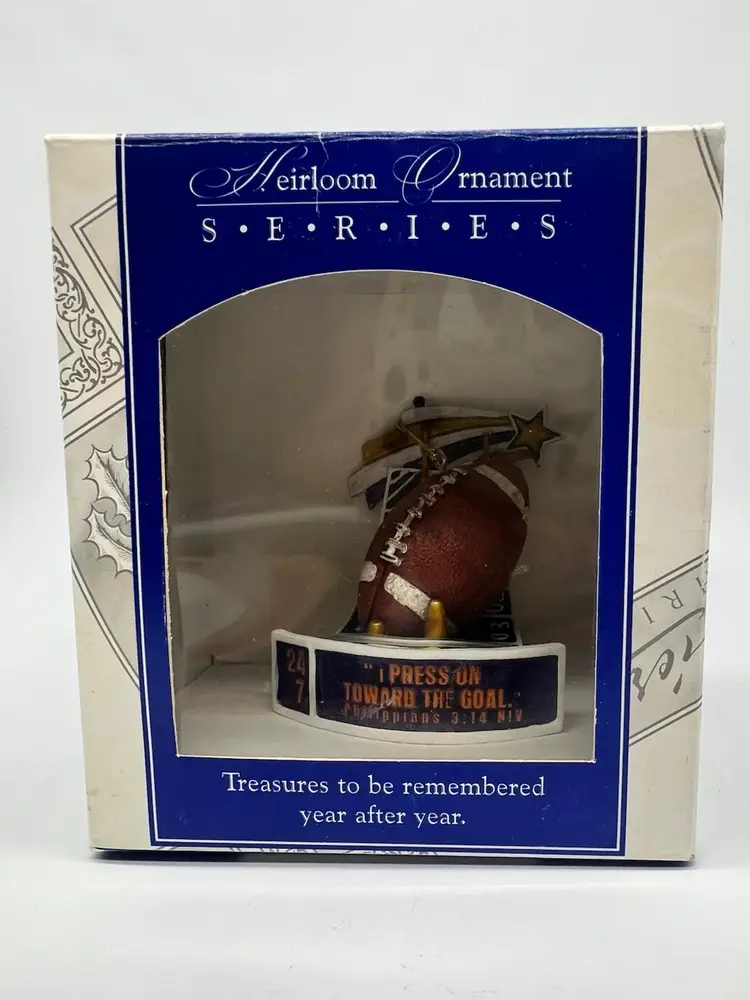 Heirloom Ornament
S • E • R • I • E • S
24
7
"I PRESS ON
TOWARD THE GOAL."
Philippians 3:14 NIV
Treasures to be remembered
year after year.